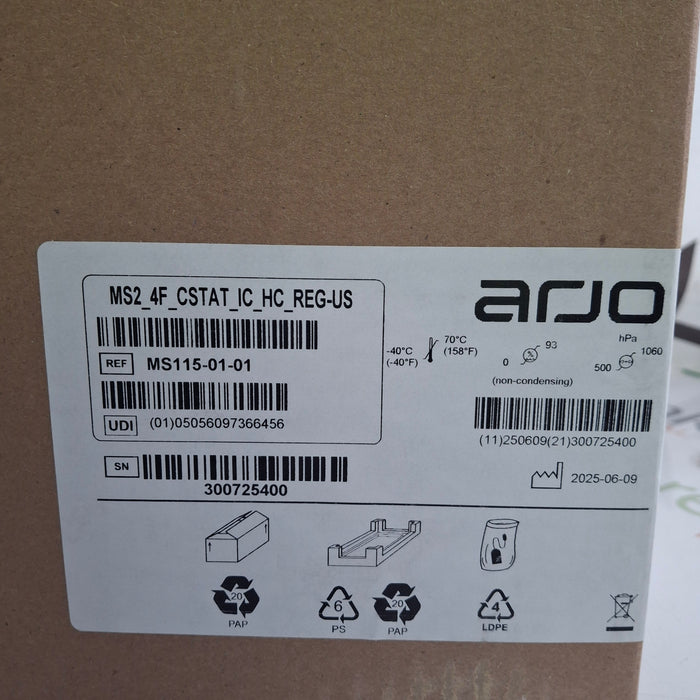 MS2_4F_CSTAT_IC_HC_REG-US
REF MS115-01-01
UDI (01)05056097366456
SN
300725400
arjo
-40°C
(-40°F)
70°C
(158°F)
0
93
(non-condensing)
hPa
500
1060
(11)250609(21)300725400
2025-06-09
20
PAP
6
PS
20
PAP
4
LDPE